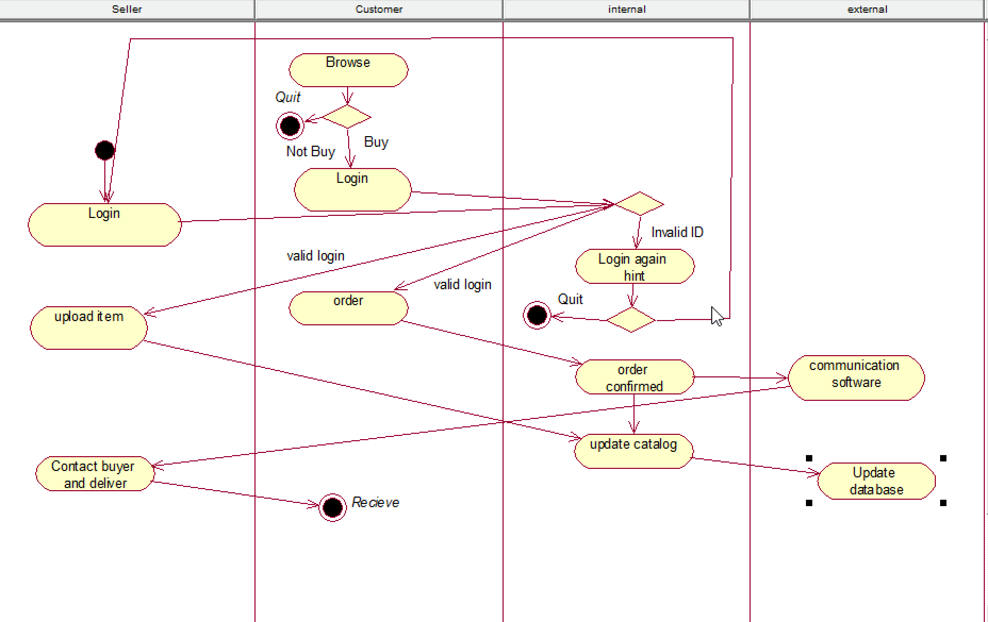 Seller
Customer
internal
external
Browse
Quit
Not Buy
Buy
Login
Login
Invalid ID
valid login
Login again
hint
valid login
Quit
order
upload item
order
confirmed
communication
software
update catalog
Contact buyer
and deliver
Update
database
Recieve